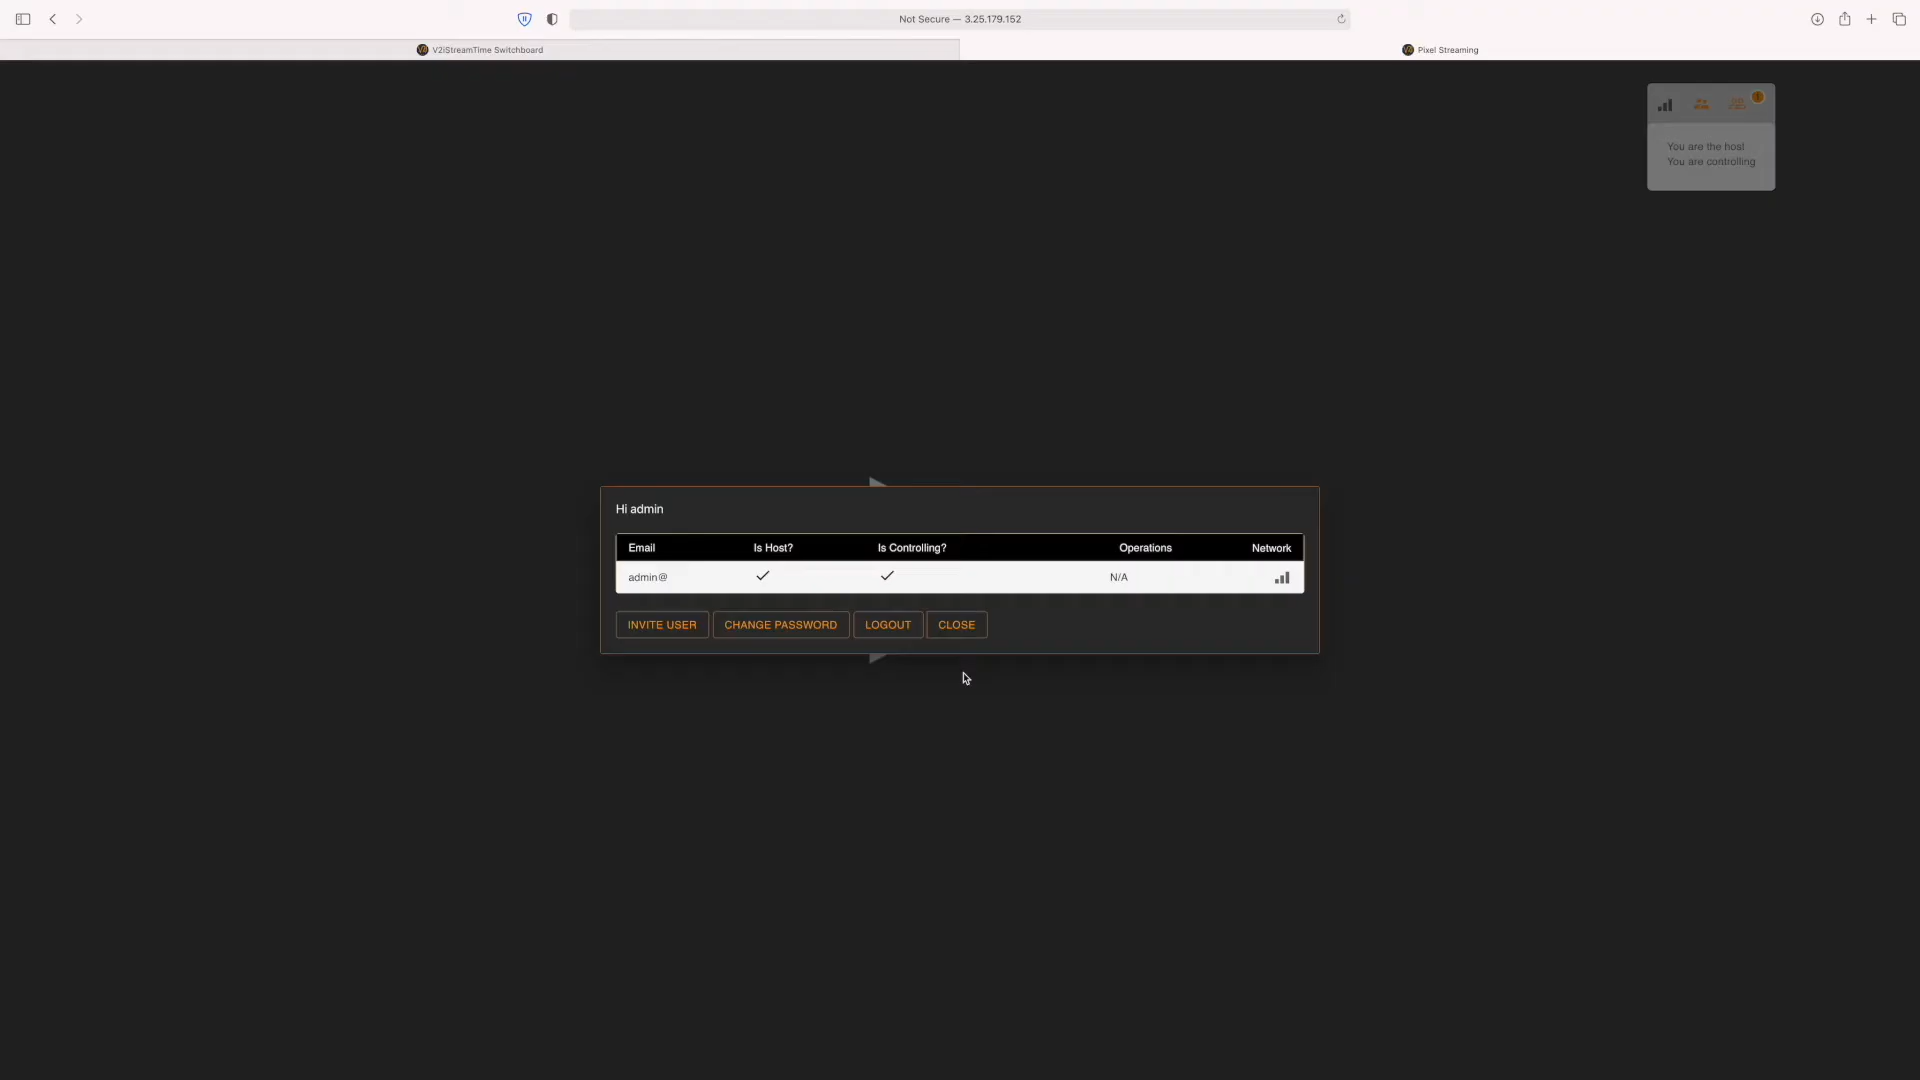 Not Secure — 3.25.179.152
V2iStreamTime Switchboard
Pixel Streaming
You are the host
You are controlling
Hi admin
Email Is Host? Is Controlling? Operations Network
admin@ N/A
INVITE USER CHANGE PASSWORD LOGOUT CLOSE